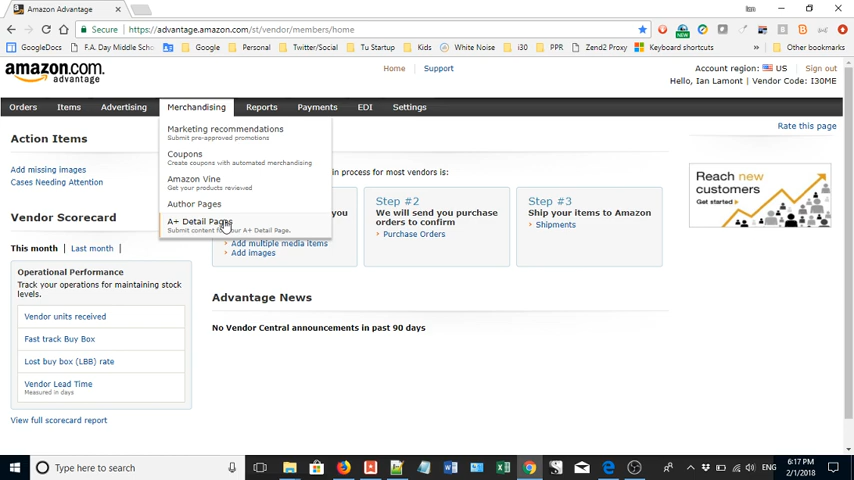 Amazon Advantage
Ian
Secure
https://advantage.amazon.com/st/vendor/members/home
GoogleDocs
F.A. Day Middle Scho
Google
Personal
Twitter/Social
Tu Startup
Kids
White Noise
i30
PPR
Zend2 Proxy
Keyboard shortcuts
Other bookmarks
amazon.com
advantage
Home
Support
Account region: US
Sign out
Hello, Ian Lamont | Vendor Code: I30ME
Orders
Items
Advertising
Merchandising
Reports
Payments
EDI
Settings
Rate this page
Marketing recommendations
Submit pre-approved promotions
Coupons
Create coupons with automated merchandising
Amazon Vine
Get your products reviewed
Author Pages
A+ Detail Pages
Submit content for your A+ Detail Page.
Action Items
Add missing images
Cases Needing Attention
Vendor Scorecard
This month | Last month |
Operational Performance
Track your operations for maintaining stock
levels.
Vendor units received
Fast track Buy Box
Lost buy box (LBB) rate
Vendor Lead Time
Measured in days
View full scorecard report
in process for most vendors is:
you
Add multiple media items
Add images
Step #2
We will send you purchase
orders to confirm
Purchase Orders
Step #3
Ship your items to Amazon
Shipments
Reach new
customers
Get started
Advantage News
No Vendor Central announcements in past 90 days
Type here to search
ENG
6:17 PM
2/1/2018